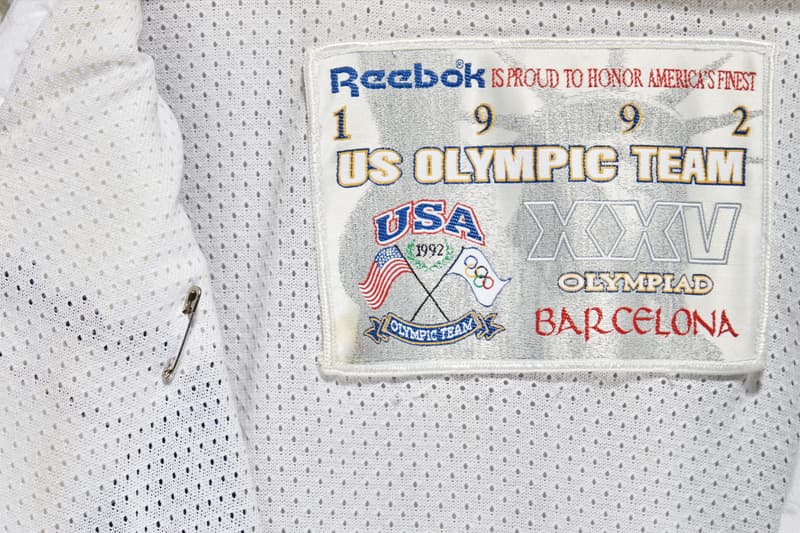 Reebok® IS PROUD TO HONOR AMERICA'S FINEST
1 9 9 2
US OLYMPIC TEAM
USA
1992
OLYMPIC TEAM
XXV
OLYMPIAD
BARCELONA